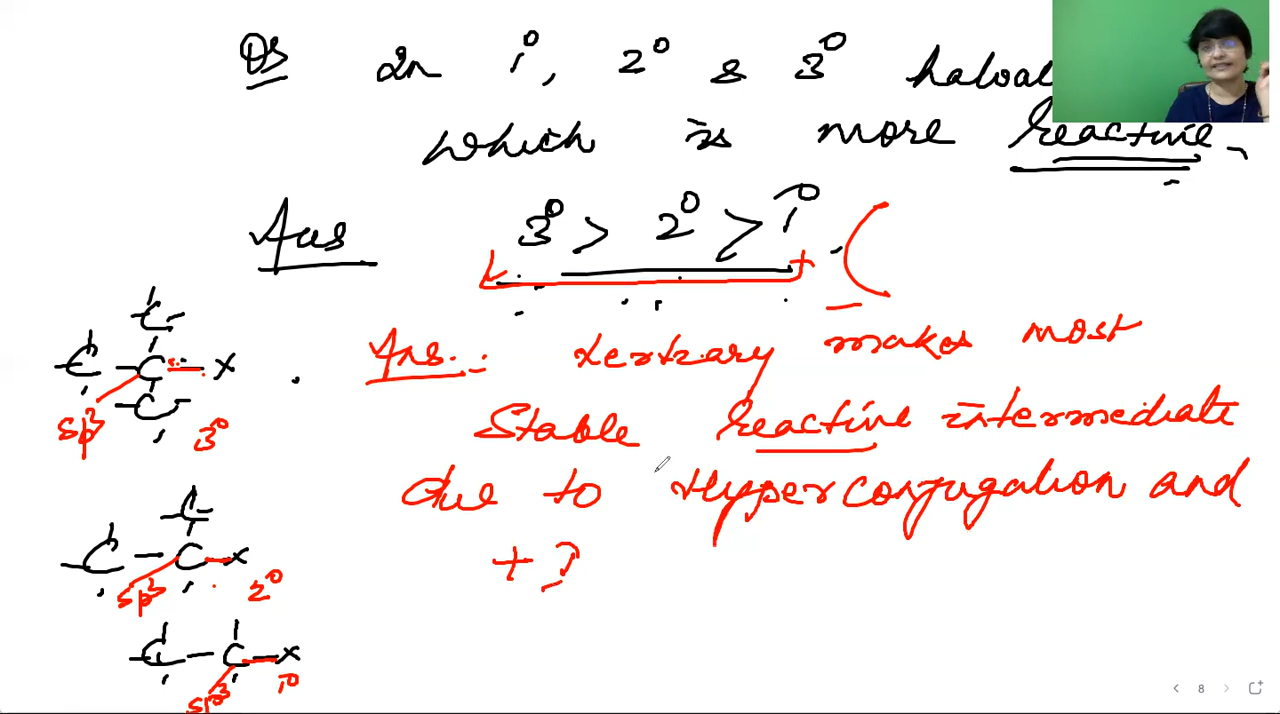 Qs In 1°, 2° & 3° haloal
which is more reactive.
Ans 3° > 2° > 1° (
Ans.:- tertiary makes most
Stable reactive intermediate
due to Hyperconjugation and
+ I
C
C - C - X
C
sp³ 3°
C
C - C - X
sp³ 2°
C - C - X
sp³ 1°
8